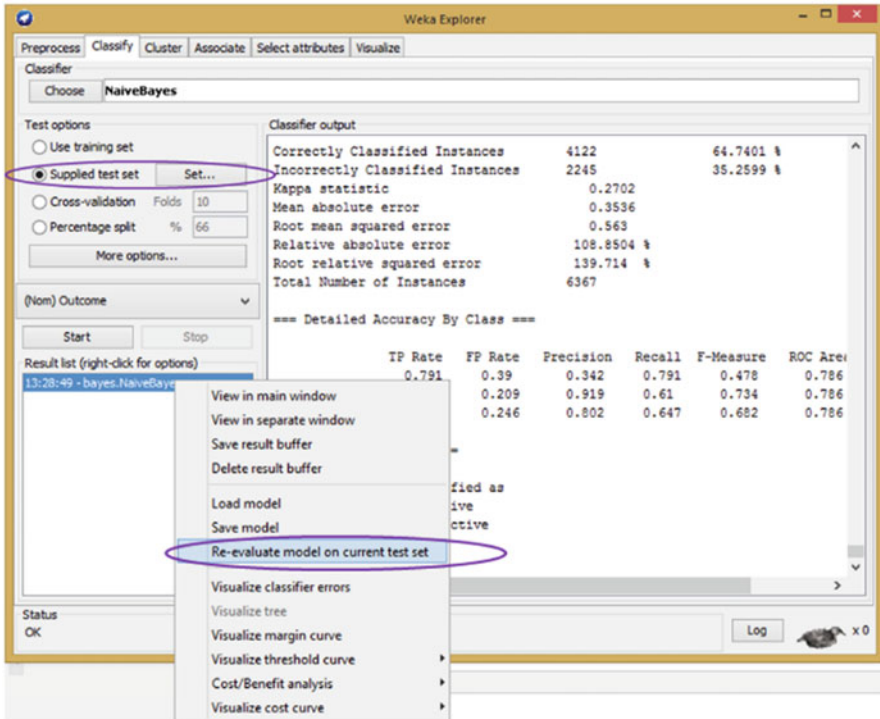 Weka Explorer
Preprocess Classify Cluster Associate Select attributes Visualize
Classifier
Choose NaiveBayes
Test options
Use training set
Supplied test set Set...
Cross-validation Folds 10
Percentage split % 66
More options...
(Nom) Outcome
Start Stop
Result list (right-click for options)
13:28:49 - bayes.NaiveBaye
Classifier output
Correctly Classified Instances 4122 64.7401 %
Incorrectly Classified Instances 2245 35.2599 %
Kappa statistic 0.2702
Mean absolute error 0.3536
Root mean squared error 0.563
Relative absolute error 108.8504 %
Root relative squared error 139.714 %
Total Number of Instances 6367
=== Detailed Accuracy By Class ===
TP Rate FP Rate Precision Recall F-Measure ROC Area
0.791 0.39 0.342 0.791 0.478 0.786
0.209 0.919 0.61 0.734 0.786
0.246 0.802 0.647 0.682 0.786
=
fied as
ive
ctive
View in main window
View in separate window
Save result buffer
Delete result buffer
Load model
Save model
Re-evaluate model on current test set
Visualize classifier errors
Visualize tree
Visualize margin curve
Visualize threshold curve
Cost/Benefit analysis
Visualize cost curve
Status
OK
Log x 0